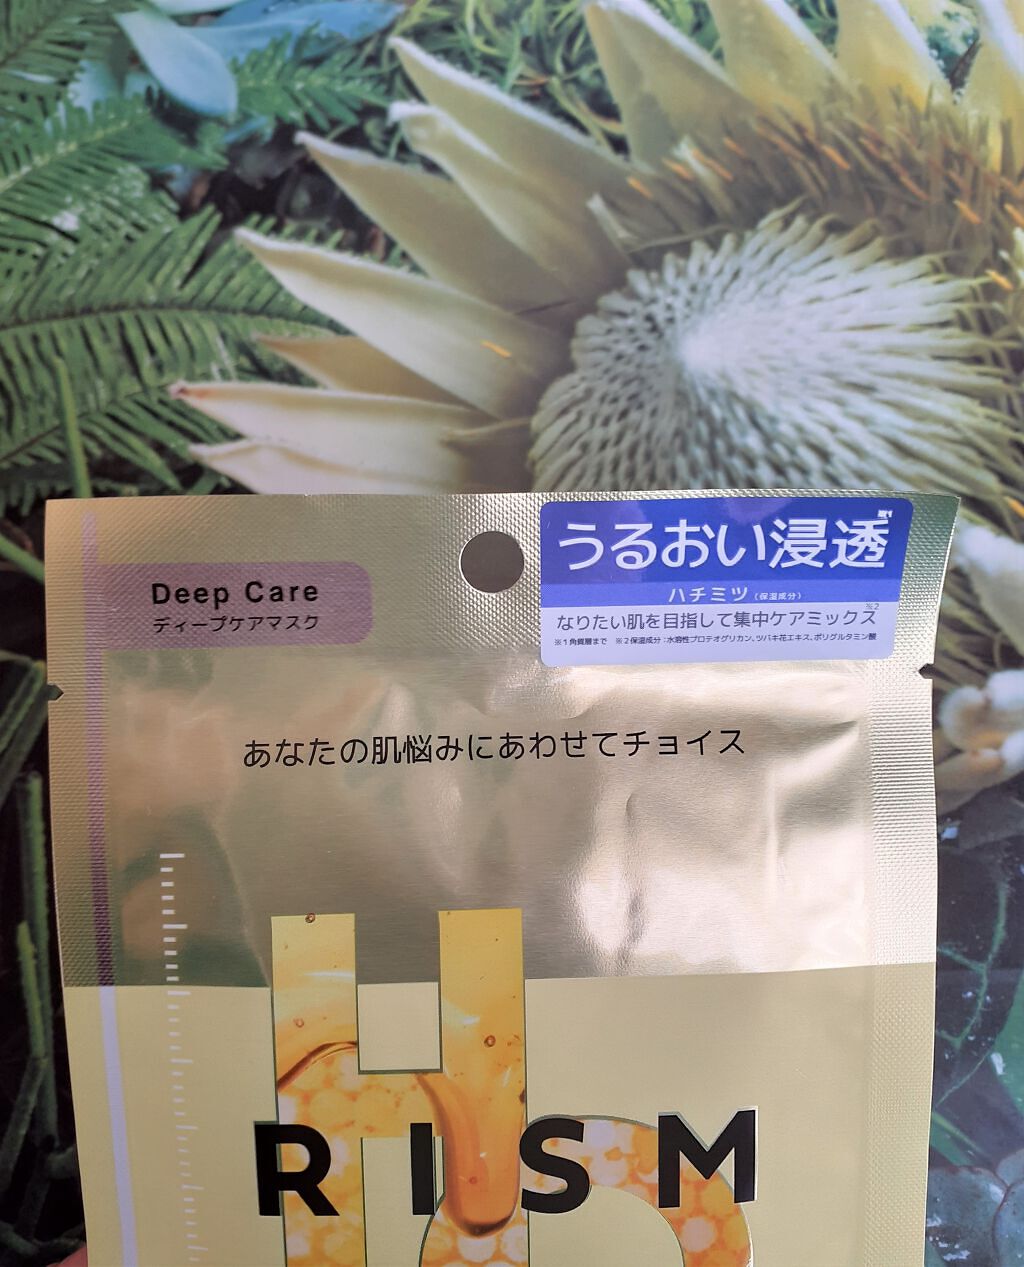 Deep Care
ディープケアマスク
うるおい浸透※1
ハチミツ(保湿成分)
なりたい肌を目指して集中ケアミックス※2
※1角質層まで ※2保湿成分:水溶性プロテオグリカン、ツバキ花エキス、ポリグルタミン酸
あなたの肌悩みにあわせてチョイス
RISM